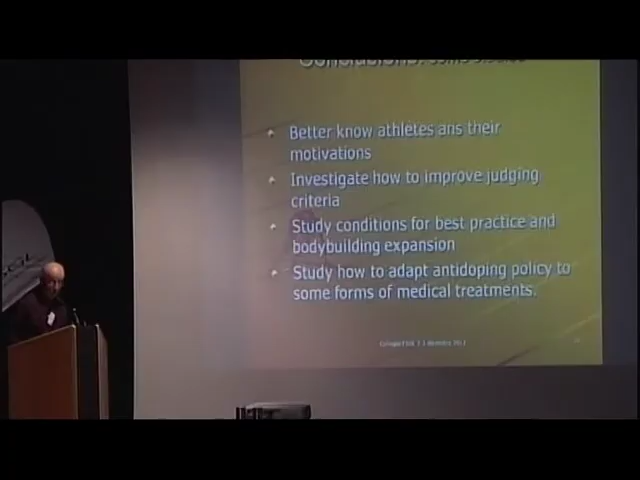 Better know athletes ans their
motivations
Investigate how to improve judging
criteria
Study conditions for best practice and
bodybuilding expansion
Study how to adapt antidoping policy to
some forms of medical treatments.